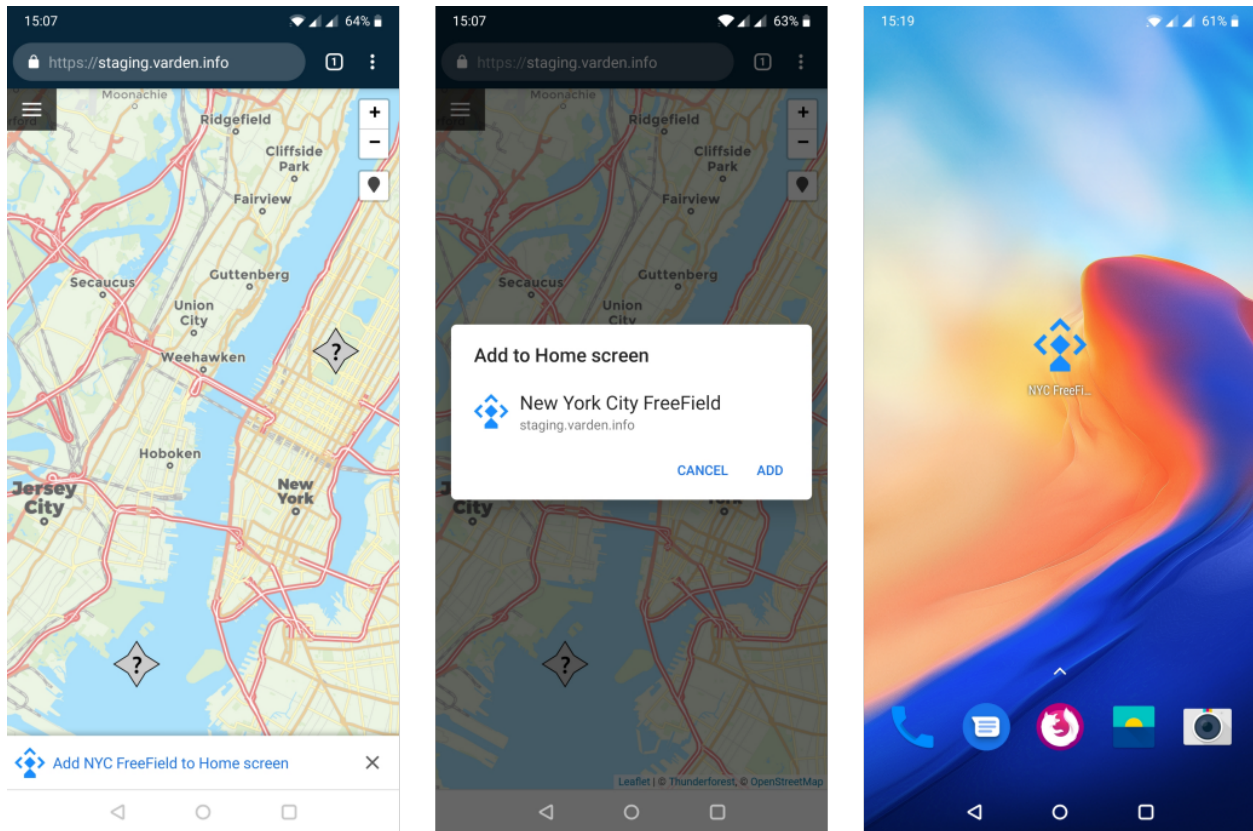 15:07
64%
https://staging.varden.info
1
Moonachie
Ridgefield
+
−
Cliffside
Park
Fairview
Guttenberg
Secaucus
Union
City
?
Weehawken
Hoboken
New
York
Jersey
City
?
Add NYC FreeField to Home screen
15:07
63%
https://staging.varden.info
1
Moonachie
Ridgefield
+
−
Cliffside
Park
Fairview
Guttenberg
Secaucus
Union
City
Add to Home screen
New York City FreeField
staging.varden.info
CANCEL
ADD
York
City
?
Leaflet | © Thunderforest, © OpenStreetMap
15:19
61%
NYC FreeFi...